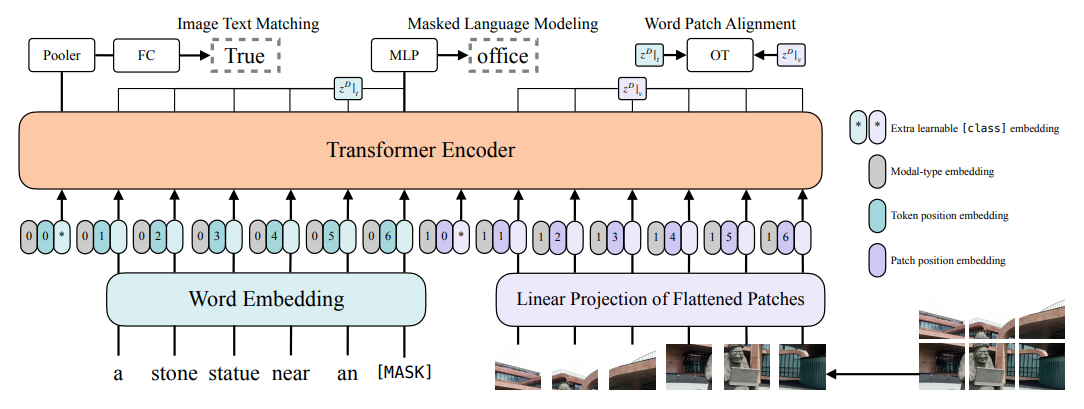 Image Text Matching
Masked Language Modeling
Word Patch Alignment
Pooler
FC
True
MLP
office
z^D|_t
OT
z^D|_v
z^D|_t
z^D|_v
Transformer Encoder
* * Extra learnable [class] embedding
Modal-type embedding
Token position embedding
Patch position embedding
0 0 * 0 1 0 2 0 3 0 4 0 5 0 6 1 0 * 1 1 1 2 1 3 1 4 1 5 1 6
Word Embedding
Linear Projection of Flattened Patches
a stone statue near an [MASK]